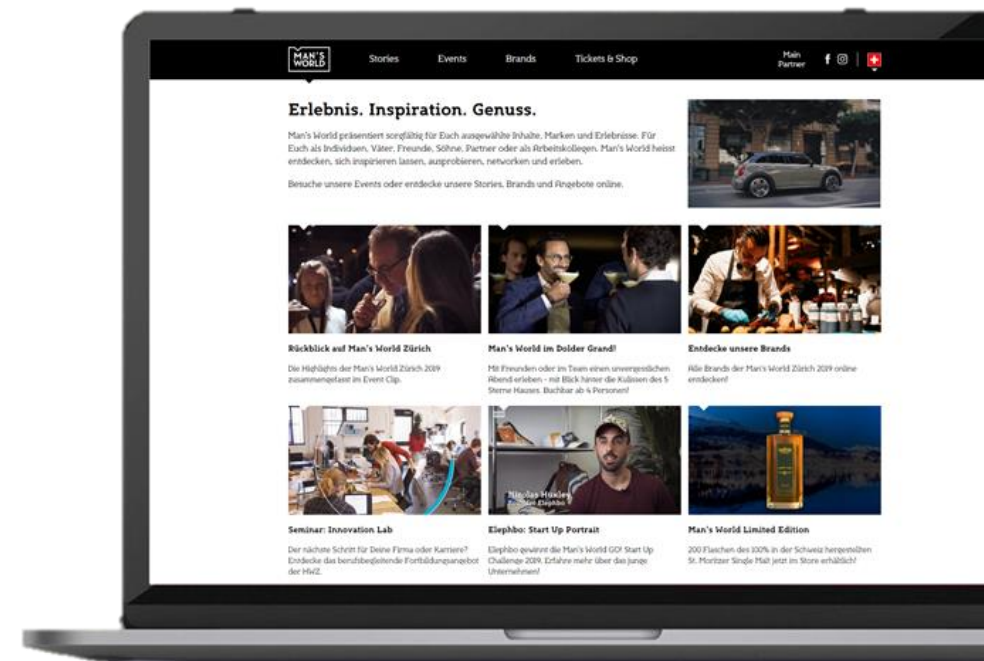 MAN'S
WORLD
Stories
Events
Brands
Tickets & Shop
Main
Partner
Erlebnis. Inspiration. Genuss.
Man's World präsentiert sorgfältig für Euch ausgewählte Inhalte, Marken und Erlebnisse. Für
Euch als Individuen, Väter, Freunde, Söhne, Partner oder als Arbeitskollegen. Man's World heisst
entdecken, sich inspirieren lassen, ausprobieren, networken und erleben.
Besuche unsere Events oder entdecke unsere Stories, Brands und Angebote online.
Rückblick auf Man's World Zürich
Die Highlights der Man's World Zürich 2019
zusammengefasst im Event Clip.
Man's World im Dolder Grand!
Mit Freunden oder im Team einen unvergesslichen
Abend erleben - mit Blick hinter die Kulissen des 5
Sterne Hauses. Buchbar ab 4 Personen!
Entdecke unsere Brands
Alle Brands der Man's World Zürich 2019 online
entdecken!
Nicolas Huxley
Elephbo
Seminar: Innovation Lab
Der nächste Schritt für Deine Firma oder Karriere?
Entdecke das berufsbegleitende Fortbildungsangebot
der HWZ.
Elephbo: Start Up Portrait
Elephbo gewinnt die Man's World GO! Start Up
Challenge 2019. Erfahre mehr über das junge
Unternehmen!
Man's World Limited Edition
200 Flaschen des 100% in der Schweiz hergestellten
St. Moritzer Single Malt jetzt im Store erhältlich!